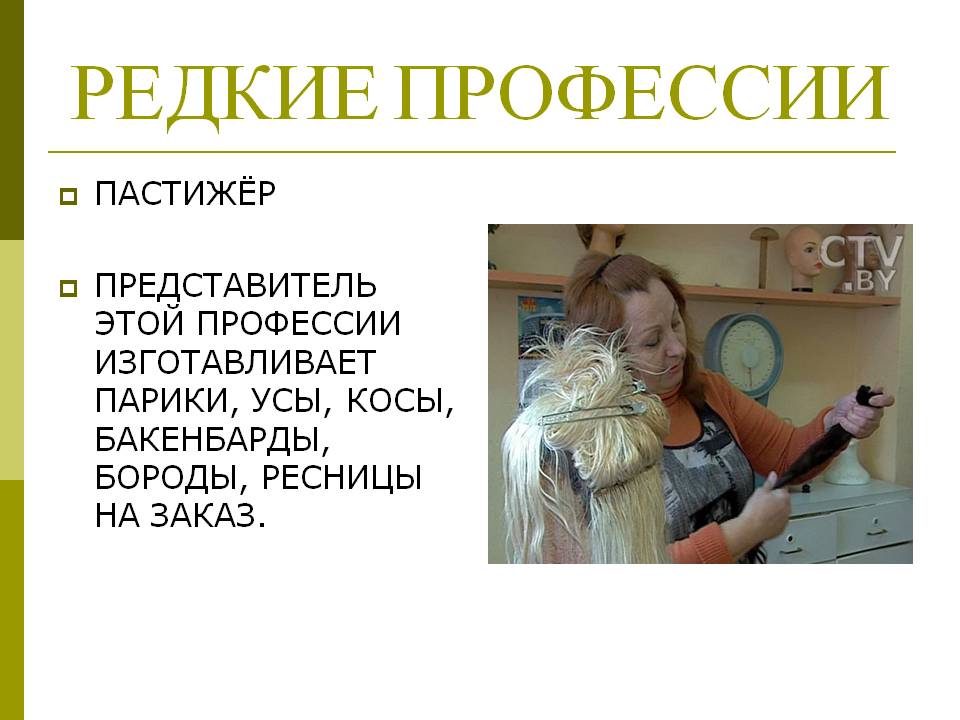 РЕДКИЕ ПРОФЕССИИ
ПАСТИЖЁР
ПРЕДСТАВИТЕЛЬ
ЭТОЙ ПРОФЕССИИ
ИЗГОТАВЛИВАЕТ
ПАРИКИ, УСЫ, КОСЫ,
БАКЕНБАРДЫ,
БОРОДЫ, РЕСНИЦЫ
НА ЗАКАЗ.
CTV
.BY